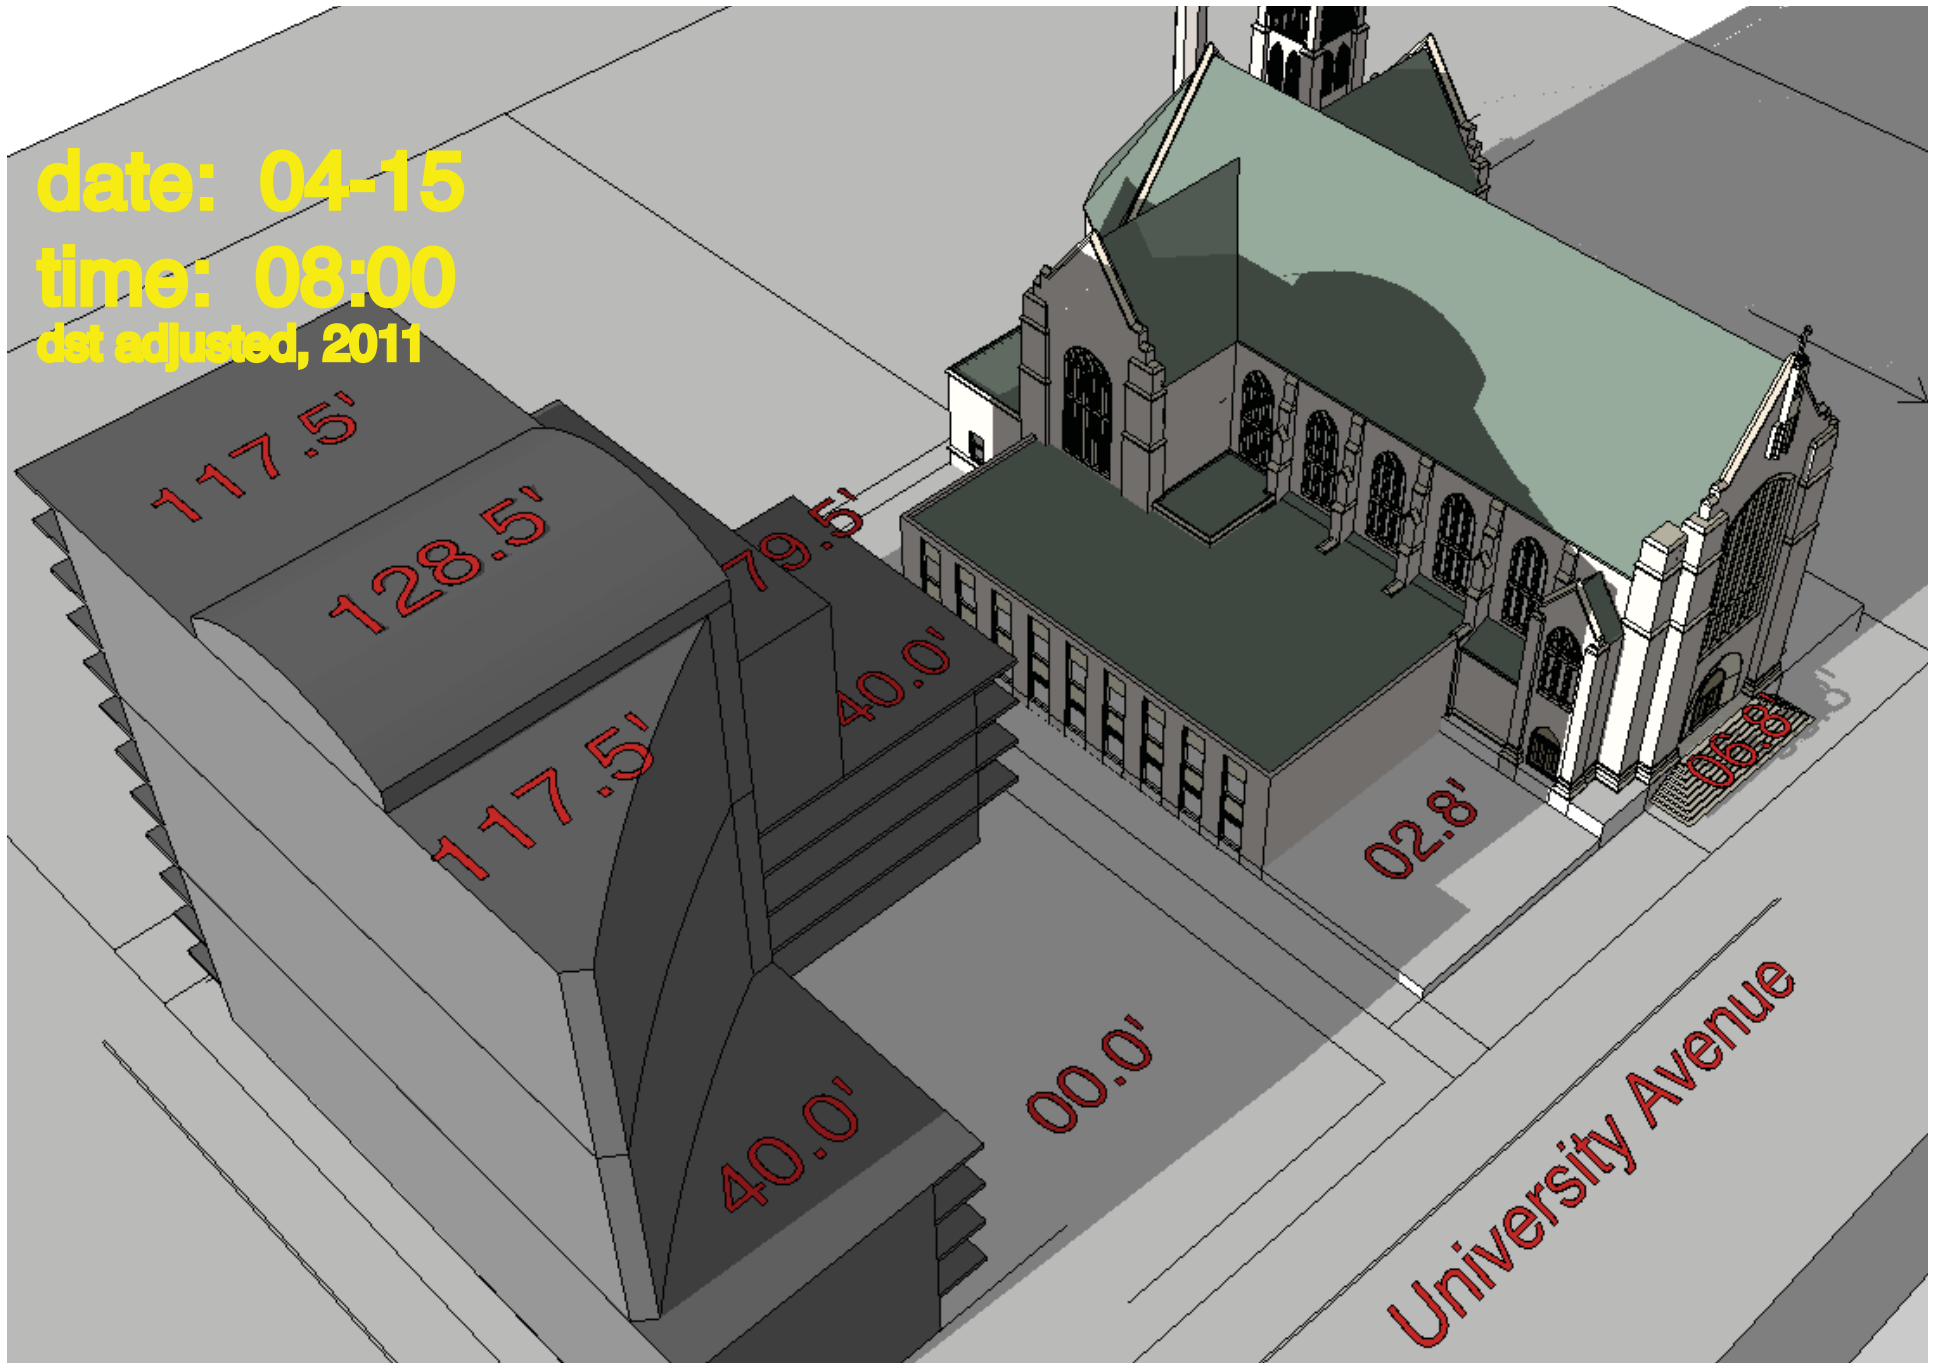 date: 04-15
time: 08:00
dst adjusted, 2011
117.5'
128.5'
79.5'
40.0'
117.5'
06.8'
02.8'
00.0'
40.0'
University Avenue